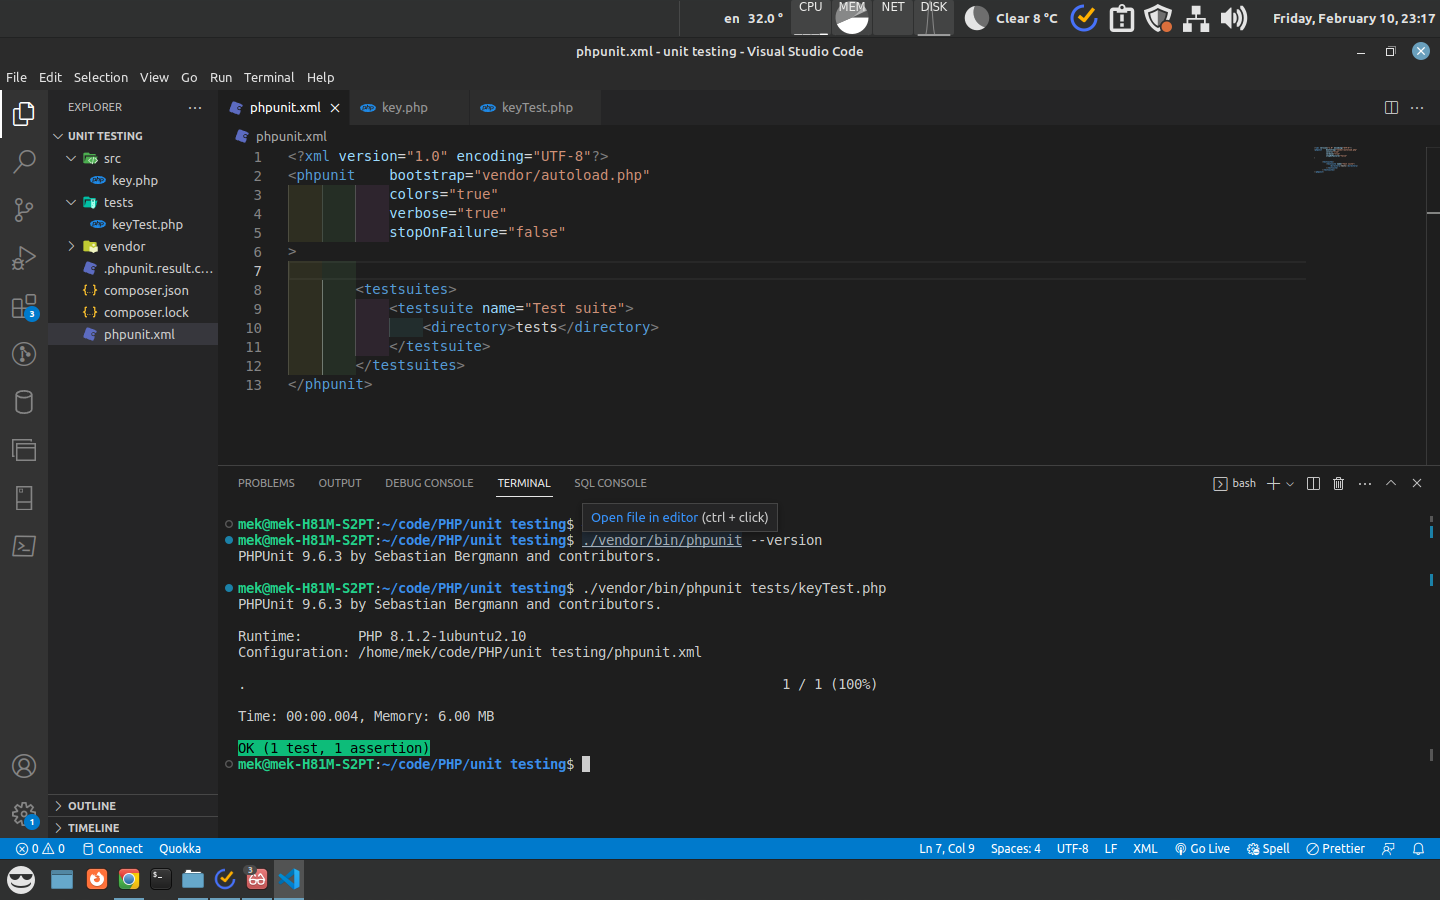 en 32.0 ° CPU MEM NET DISK Clear 8 °C Friday, February 10, 23:17
phpunit.xml - unit testing - Visual Studio Code
File Edit Selection View Go Run Terminal Help
EXPLORER
UNIT TESTING
src
key.php
tests
keyTest.php
vendor
.phpunit.result.c...
composer.json
composer.lock
phpunit.xml
OUTLINE
TIMELINE
3
1
phpunit.xml key.php keyTest.php
phpunit.xml
1 <?xml version="1.0" encoding="UTF-8"?>
2 <phpunit    bootstrap="vendor/autoload.php"
3             colors="true"
4             verbose="true"
5             stopOnFailure="false"
6 >
7
8         <testsuites>
9             <testsuite name="Test suite">
10                 <directory>tests</directory>
11             </testsuite>
12         </testsuites>
13 </phpunit>
PROBLEMS OUTPUT DEBUG CONSOLE TERMINAL SQL CONSOLE bash
Open file in editor (ctrl + click)
mek@mek-H81M-S2PT:~/code/PHP/unit testing$
mek@mek-H81M-S2PT:~/code/PHP/unit testing$ ./vendor/bin/phpunit --version
PHPUnit 9.6.3 by Sebastian Bergmann and contributors.
mek@mek-H81M-S2PT:~/code/PHP/unit testing$ ./vendor/bin/phpunit tests/keyTest.php
PHPUnit 9.6.3 by Sebastian Bergmann and contributors.
Runtime:       PHP 8.1.2-1ubuntu2.10
Configuration: /home/mek/code/PHP/unit testing/phpunit.xml
. 1 / 1 (100%)
Time: 00:00.004, Memory: 6.00 MB
OK (1 test, 1 assertion)
mek@mek-H81M-S2PT:~/code/PHP/unit testing$
0 0 Connect Quokka Ln 7, Col 9 Spaces: 4 UTF-8 LF XML Go Live Spell Prettier
3